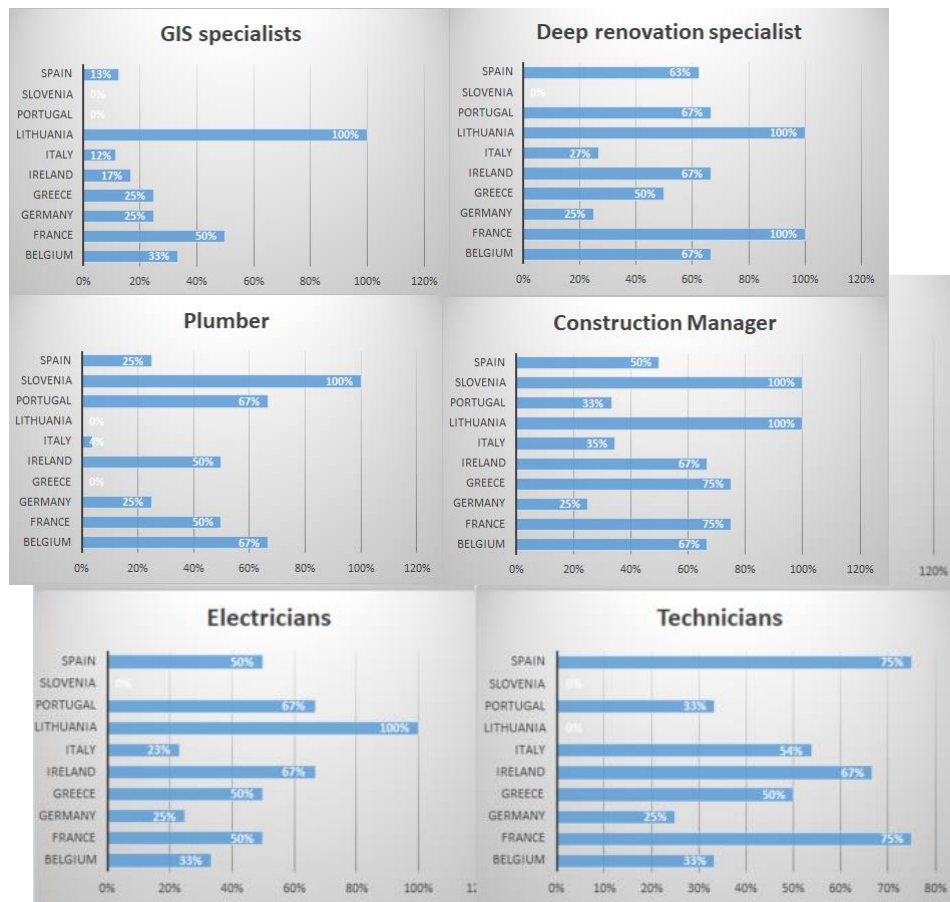 GIS specialists
SPAIN 13%
SLOVENIA 0%
PORTUGAL 0%
LITHUANIA 100%
ITALY 12%
IRELAND 17%
GREECE 25%
GERMANY 25%
FRANCE 50%
BELGIUM 33%
0% 20% 40% 60% 80% 100% 120%
Deep renovation specialist
SPAIN 63%
SLOVENIA 0%
PORTUGAL 67%
LITHUANIA 100%
ITALY 27%
IRELAND 67%
GREECE 50%
GERMANY 25%
FRANCE 100%
BELGIUM 67%
0% 20% 40% 60% 80% 100% 120%
Plumber
SPAIN 25%
SLOVENIA 100%
PORTUGAL 67%
LITHUANIA 0%
ITALY 4%
IRELAND 50%
GREECE 0%
GERMANY 25%
FRANCE 50%
BELGIUM 67%
0% 20% 40% 60% 80% 100% 120%
Construction Manager
SPAIN 50%
SLOVENIA 100%
PORTUGAL 33%
LITHUANIA 100%
ITALY 35%
IRELAND 67%
GREECE 75%
GERMANY 25%
FRANCE 75%
BELGIUM 67%
0% 20% 40% 60% 80% 100% 120%
120%
Electricians
SPAIN 50%
SLOVENIA 0%
PORTUGAL 67%
LITHUANIA 100%
ITALY 23%
IRELAND 67%
GREECE 50%
GERMANY 25%
FRANCE 50%
BELGIUM 33%
0% 20% 40% 60% 80% 100%
Technicians
SPAIN 75%
SLOVENIA 0%
PORTUGAL 33%
LITHUANIA 0%
ITALY 54%
IRELAND 67%
GREECE 50%
GERMANY 25%
FRANCE 75%
BELGIUM 33%
0% 10% 20% 30% 40% 50% 60% 70% 80%